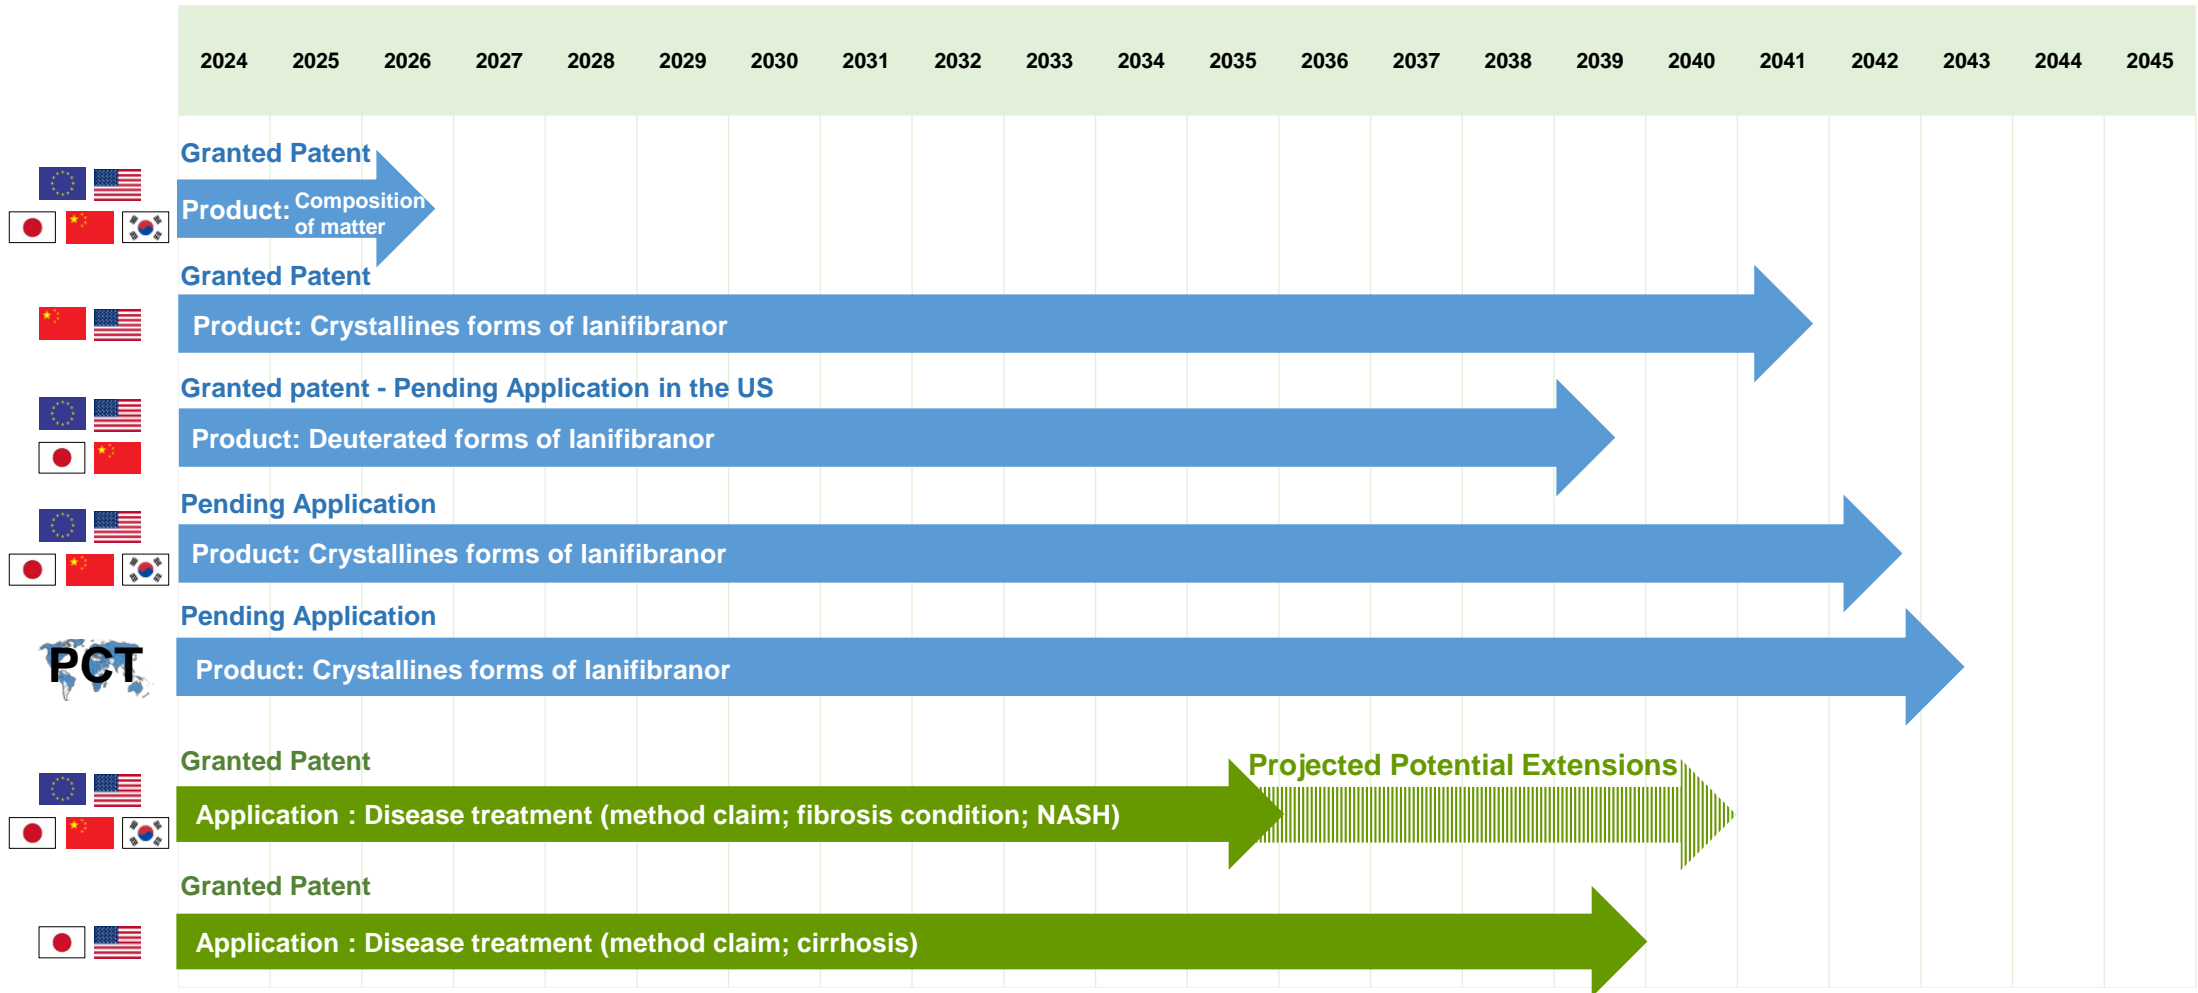 2024 2025 2026 2027 2028 2029 2030 2031 2032 2033 2034 2035 2036 2037 2038 2039 2040 2041 2042 2043 2044 2045
Granted Patent
Product: Composition
of matter
Granted Patent
Product: Crystallines forms of lanifibranor
Granted patent - Pending Application in the US
Product: Deuterated forms of lanifibranor
Pending Application
Product: Crystallines forms of lanifibranor
Pending Application
PCT
Product: Crystallines forms of lanifibranor
Granted Patent
Projected Potential Extensions
Application : Disease treatment (method claim; fibrosis condition; NASH)
Granted Patent
Application : Disease treatment (method claim; cirrhosis)